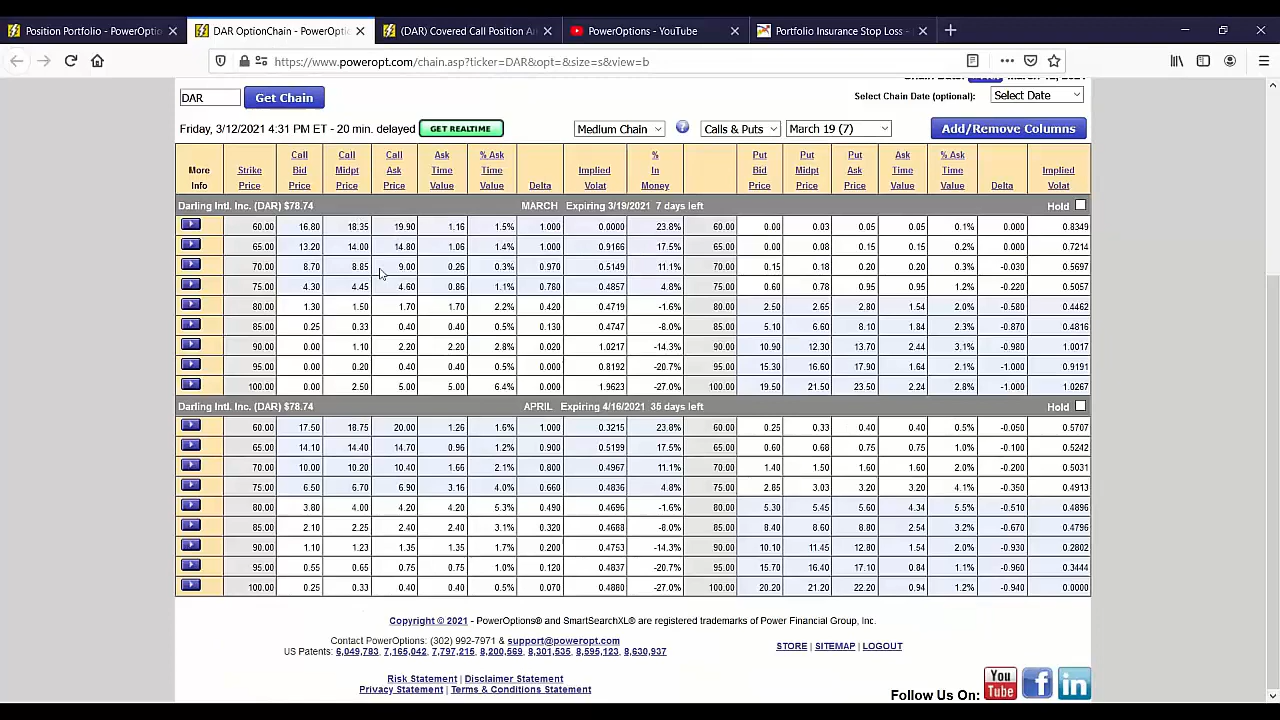 Position Portfolio - PowerOptio
DAR OptionChain - PowerOptio
(DAR) Covered Call Position A
PowerOptions - YouTube
Portfolio Insurance Stop Loss -
https://www.poweropt.com/chain.asp?ticker=DAR&opt=&size=s&view=b
DAR
Get Chain
Select Chain Date (optional):
Select Date
Friday, 3/12/2021 4:31 PM ET - 20 min. delayed
GET REALTIME
Medium Chain
Calls & Puts
March 19 (7)
Add/Remove Columns
More Info Strike Price Call Bid Price Call Midpt Price Call Ask Price Ask Time Value % Ask Time Value Delta Implied Volat % In Money Put Bid Price Put Midpt Price Put Ask Price Ask Time Value % Ask Time Value Delta Implied Volat
Darling Intl. Inc. (DAR) $78.74 MARCH Expiring 3/19/2021 7 days left Hold
60.00 16.80 18.35 19.90 1.16 1.5% 1.000 0.0000 23.8% 60.00 0.00 0.03 0.05 0.05 0.1% 0.000 0.8349
65.00 13.20 14.00 14.80 1.06 1.4% 1.000 0.9166 17.5% 65.00 0.00 0.08 0.15 0.15 0.2% 0.000 0.7214
70.00 8.70 8.85 9.00 0.26 0.3% 0.970 0.5149 11.1% 70.00 0.15 0.18 0.20 0.20 0.3% -0.030 0.5697
75.00 4.30 4.45 4.60 0.86 1.1% 0.780 0.4857 4.8% 75.00 0.60 0.78 0.95 0.95 1.2% -0.220 0.5057
80.00 1.30 1.50 1.70 1.70 2.2% 0.420 0.4719 -1.6% 80.00 2.50 2.65 2.80 1.54 2.0% -0.580 0.4462
85.00 0.25 0.33 0.40 0.40 0.5% 0.130 0.4747 -8.0% 85.00 5.10 6.60 8.10 1.84 2.3% -0.870 0.4816
90.00 0.00 1.10 2.20 2.20 2.8% 0.020 1.0217 -14.3% 90.00 10.90 12.30 13.70 2.44 3.1% -0.980 1.0017
95.00 0.00 0.20 0.40 0.40 0.5% 0.000 0.8192 -20.7% 95.00 15.30 16.60 17.90 1.64 2.1% -1.000 0.9191
100.00 0.00 2.50 5.00 5.00 6.4% 0.000 1.9623 -27.0% 100.00 19.50 21.50 23.50 2.24 2.8% -1.000 1.0267
Darling Intl. Inc. (DAR) $78.74 APRIL Expiring 4/16/2021 35 days left Hold
60.00 17.50 18.75 20.00 1.26 1.6% 1.000 0.3215 23.8% 60.00 0.25 0.33 0.40 0.40 0.5% -0.050 0.5707
65.00 14.10 14.40 14.70 0.96 1.2% 0.900 0.5199 17.5% 65.00 0.60 0.68 0.75 0.75 1.0% -0.100 0.5242
70.00 10.00 10.20 10.40 1.66 2.1% 0.800 0.4967 11.1% 70.00 1.40 1.50 1.60 1.60 2.0% -0.200 0.5031
75.00 6.50 6.70 6.90 3.16 4.0% 0.660 0.4836 4.8% 75.00 2.85 3.03 3.20 3.20 4.1% -0.350 0.4913
80.00 3.80 4.00 4.20 4.20 5.3% 0.490 0.4696 -1.6% 80.00 5.30 5.45 5.60 4.34 5.5% -0.510 0.4896
85.00 2.10 2.25 2.40 2.40 3.1% 0.320 0.4688 -8.0% 85.00 8.40 8.60 8.80 2.54 3.2% -0.670 0.4796
90.00 1.10 1.23 1.35 1.35 1.7% 0.200 0.4753 -14.3% 90.00 10.10 11.45 12.80 1.54 2.0% -0.930 0.2802
95.00 0.55 0.65 0.75 0.75 1.0% 0.120 0.4837 -20.7% 95.00 15.70 16.40 17.10 0.84 1.1% -0.960 0.3444
100.00 0.25 0.33 0.40 0.40 0.5% 0.070 0.4880 -27.0% 100.00 20.20 21.20 22.20 0.94 1.2% -0.940 0.0000
Copyright © 2021 - PowerOptions® and SmartSearchXL® are registered trademarks of Power Financial Group, Inc.
Contact PowerOptions: (302) 992-7971 & support@poweropt.com
US Patents: 6,049,783, 7,165,042, 7,797,215, 8,200,569, 8,301,535, 8,595,123, 8,630,937
STORE | SITEMAP | LOGOUT
Risk Statement | Disclaimer Statement
Privacy Statement | Terms & Conditions Statement
Follow Us On:
You Tube
f
in